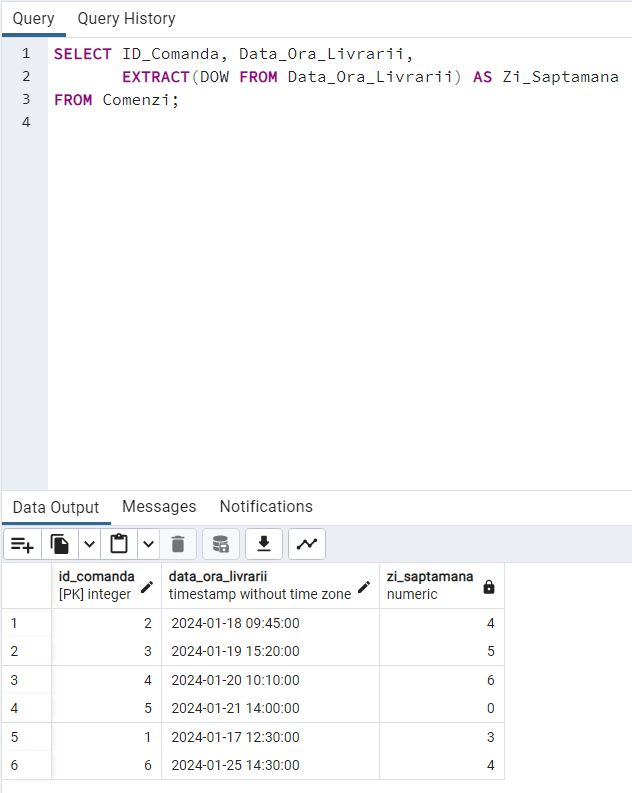 Query Query History
1 SELECT ID_Comanda, Data_Ora_Livrarii,
2 EXTRACT(DOW FROM Data_Ora_Livrarii) AS Zi_Saptamana
3 FROM Comenzi;
4
Data Output Messages Notifications
id_comanda data_ora_livrarii zi_saptamana
[PK] integer timestamp without time zone numeric
1 2 2024-01-18 09:45:00 4
2 3 2024-01-19 15:20:00 5
3 4 2024-01-20 10:10:00 6
4 5 2024-01-21 14:00:00 0
5 1 2024-01-17 12:30:00 3
6 6 2024-01-25 14:30:00 4